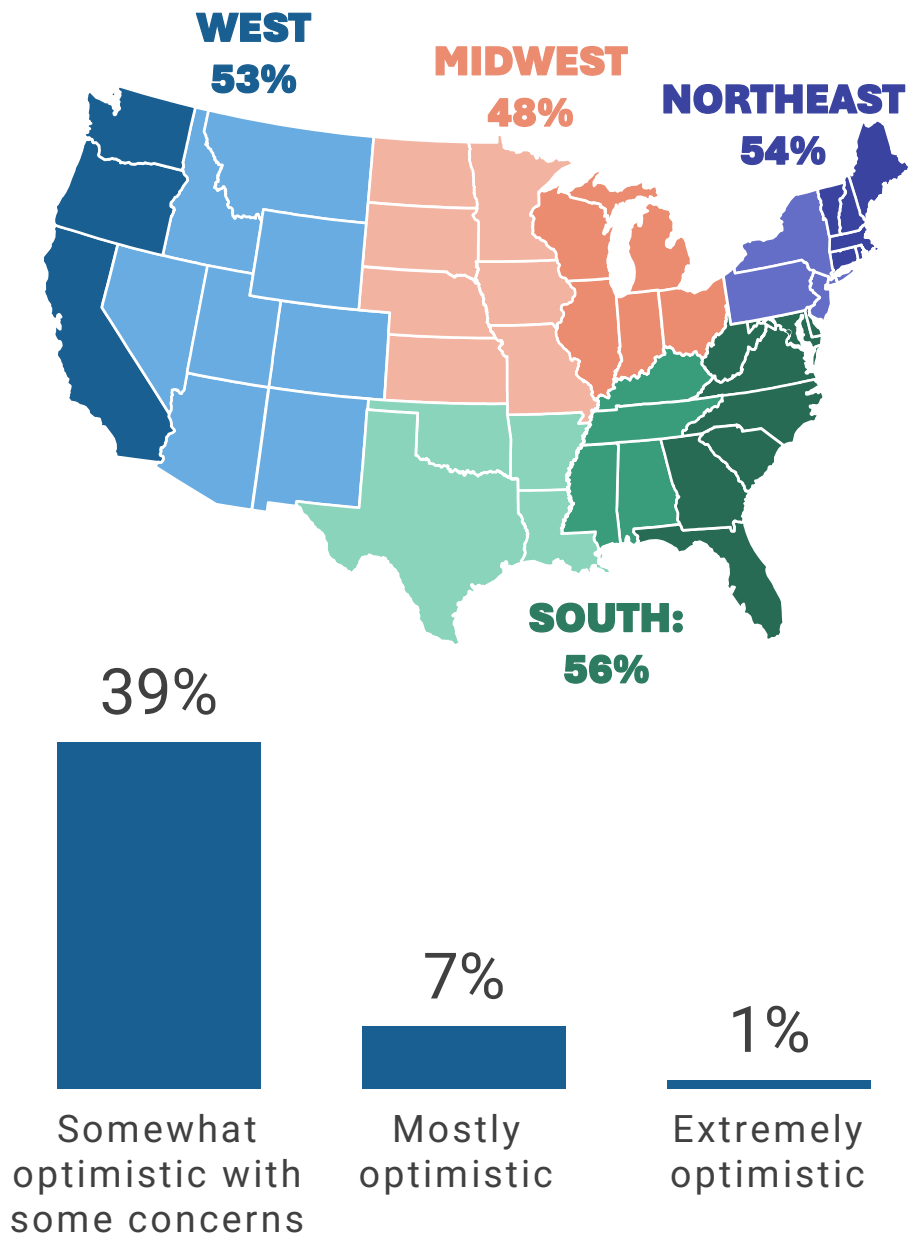 WEST
53%
MIDWEST
48%
NORTHEAST
54%
SOUTH:
56%
39%
7%
1%
Somewhat
optimistic with
some concerns
Mostly
optimistic
Extremely
optimistic